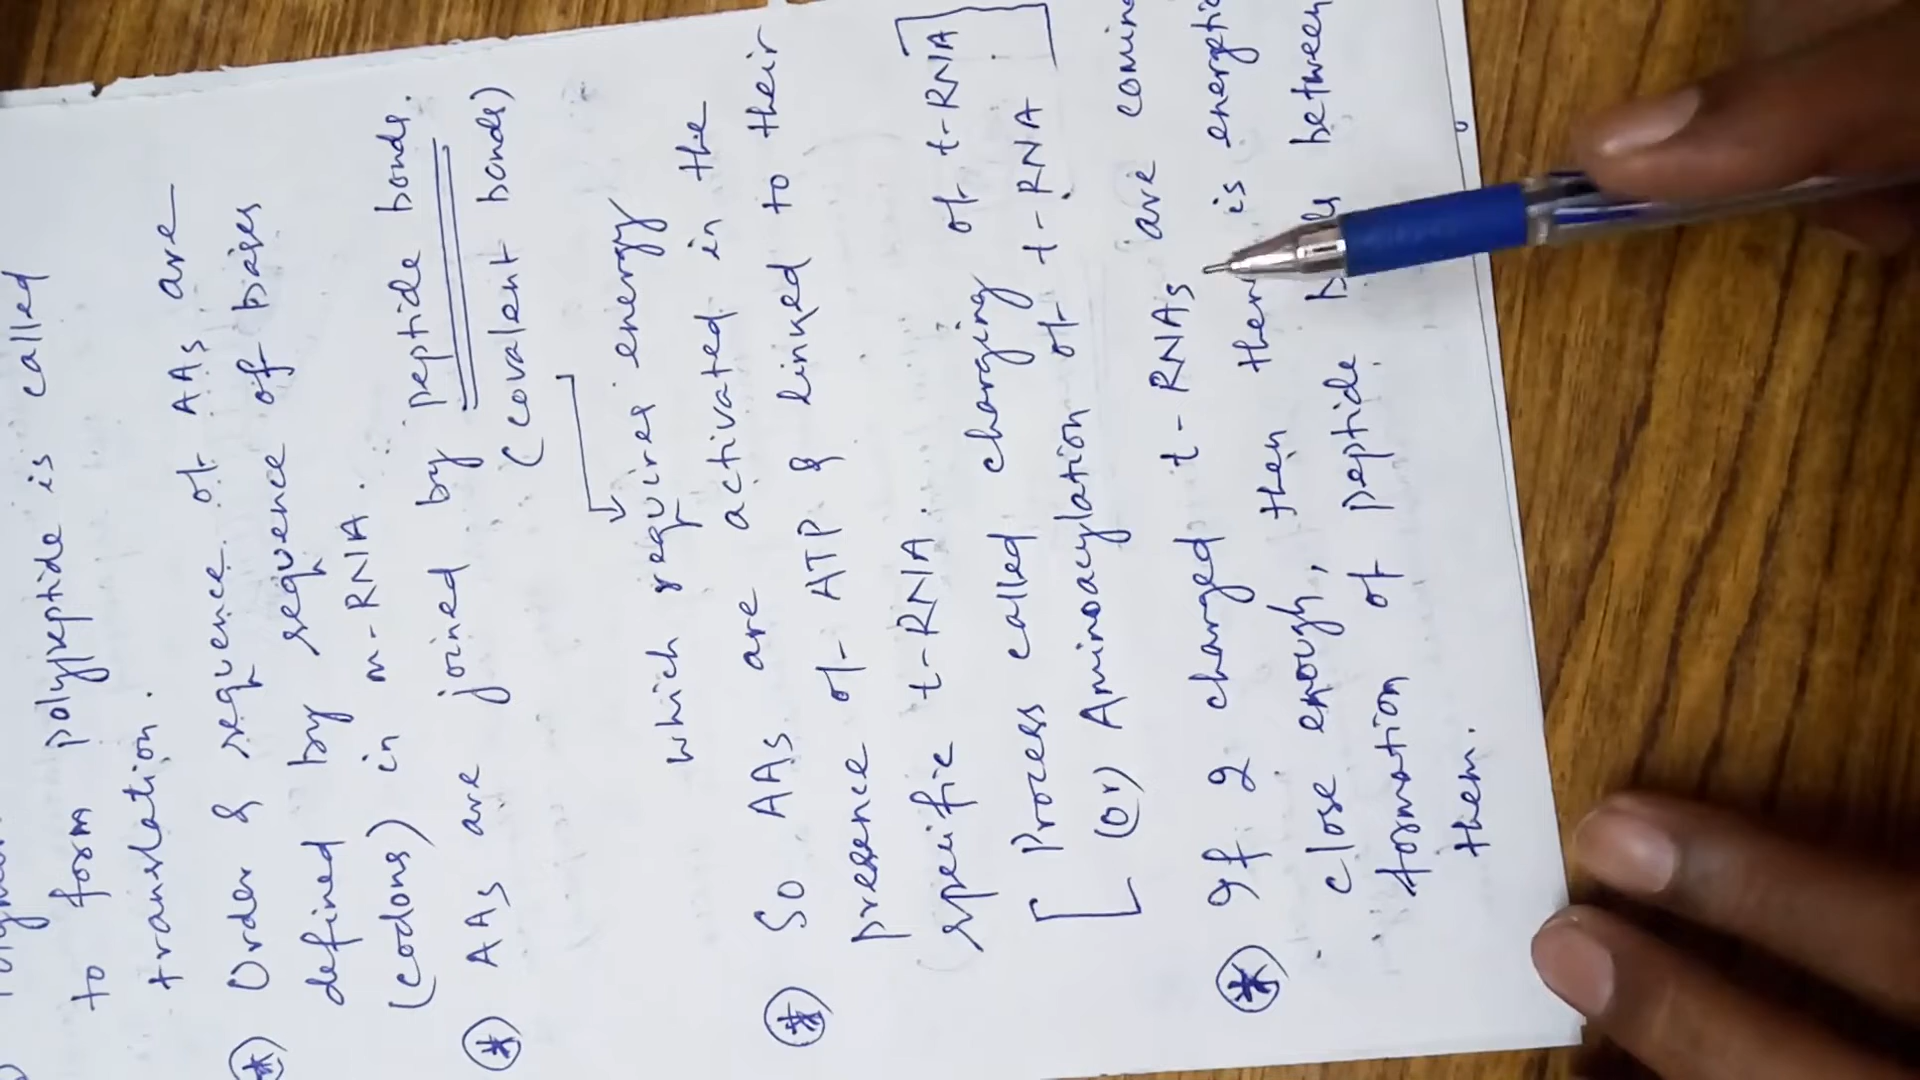 to form polypeptide is called
translation.
* Order & sequence of AAs are
defined by sequence of bases
(codons) in m-RNA.
* AAs are joined by peptide bonds.
(covalent bonds)
which requires energy
* So AAs are activated in the
presence of ATP & linked to their
specific t-RNA.
[Process called charging of t-RNA
(or) Aminoacylation of t-RNA]
* If 2 charged t-RNAs are
close enough, then is
formation of peptide between
them.